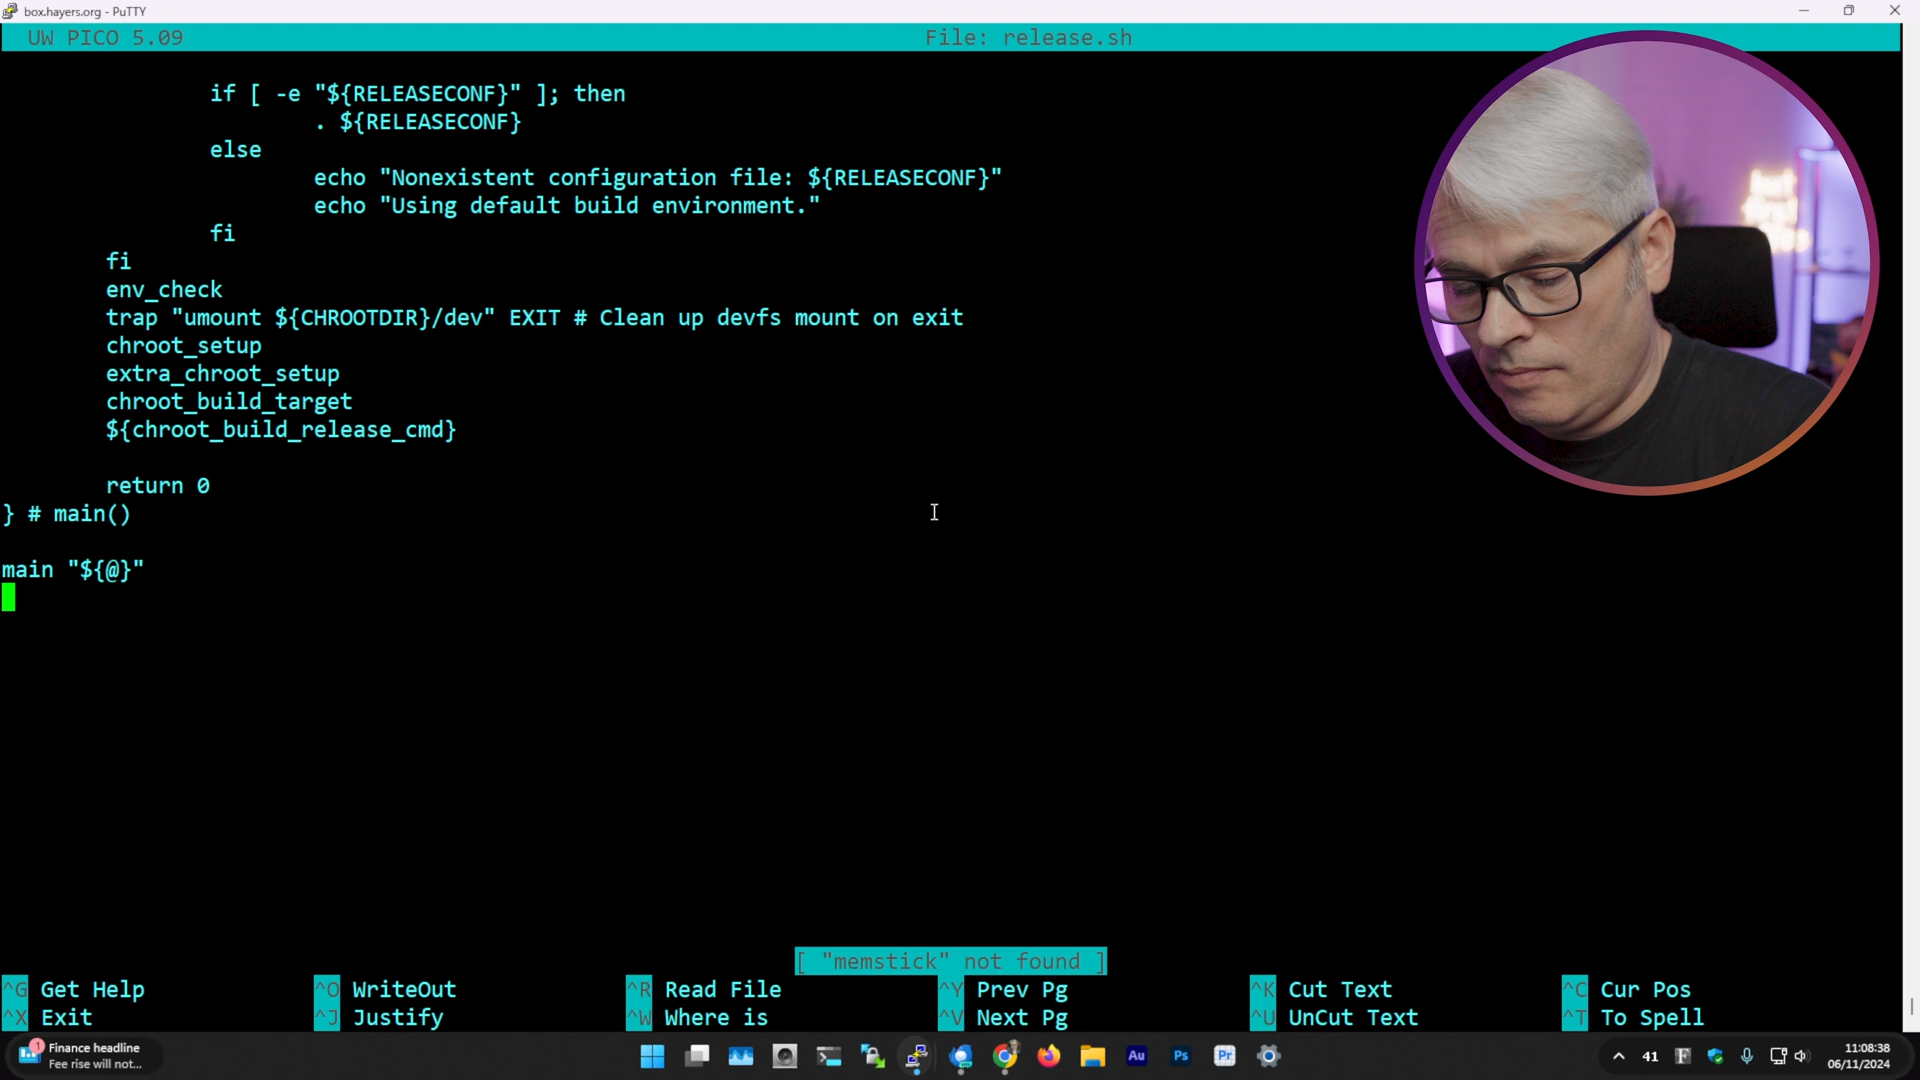 box.hayers.org - PuTTY
UW PICO 5.09 File: release.sh
if [ -e "${RELEASECONF}" ]; then
. ${RELEASECONF}
else
echo "Nonexistent configuration file: ${RELEASECONF}"
echo "Using default build environment."
fi
fi
env_check
trap "umount ${CHROOTDIR}/dev" EXIT # Clean up devfs mount on exit
chroot_setup
extra_chroot_setup
chroot_build_target
${chroot_build_release_cmd}
return 0
} # main()
main "${@}"
[ "memstick" not found ]
^G Get Help ^O WriteOut ^R Read File ^Y Prev Pg ^K Cut Text ^C Cur Pos
^X Exit ^J Justify ^W Where is ^V Next Pg ^U UnCut Text ^T To Spell
1
Finance headline
Fee rise will not...
Au Ps Pr
41
F
11:08:38
06/11/2024